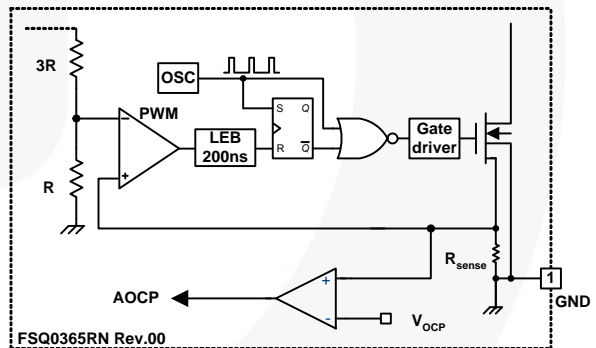 3R
OSC
PWM
S Q
R Q
LEB
200ns
Gate
driver
R
−
+
Rsense
1
GND
AOCP
+
-
VOCP
FSQ0365RN Rev.00